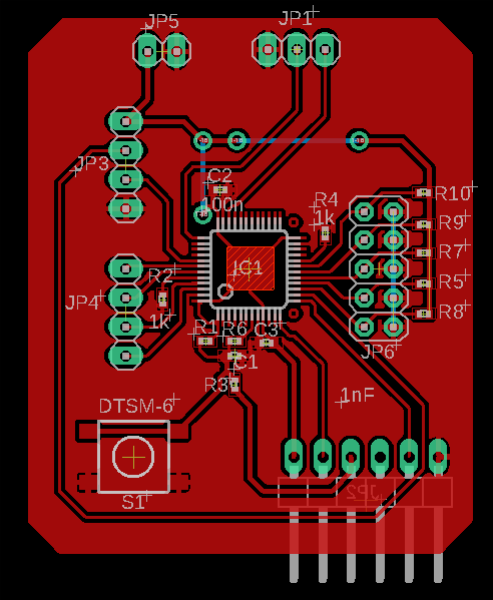 JP5
JP1
JP3
C2
100n
R10
R4
1k
R9
R7
IC1
R5
R2
JP4
1k
R8
R1 R6 C3
JP6
C1
R3
1nF
DTSM-6
JP2
S1